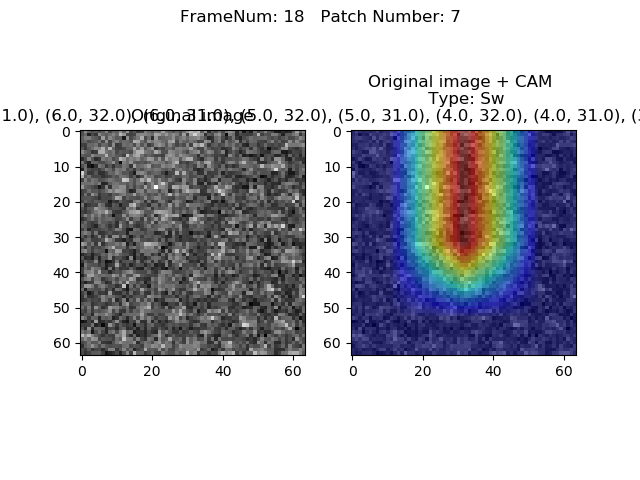 FrameNum: 18   Patch Number: 7
Original image + CAM
Type: Sw
1.0), (6.0, 32.0), (6.0, 31.0), (5.0, 32.0), (5.0, 31.0), (4.0, 32.0), (4.0, 31.0), (3
Original image
0
10
20
30
40
50
60
0 20 40 60
0
10
20
30
40
50
60
0 20 40 60